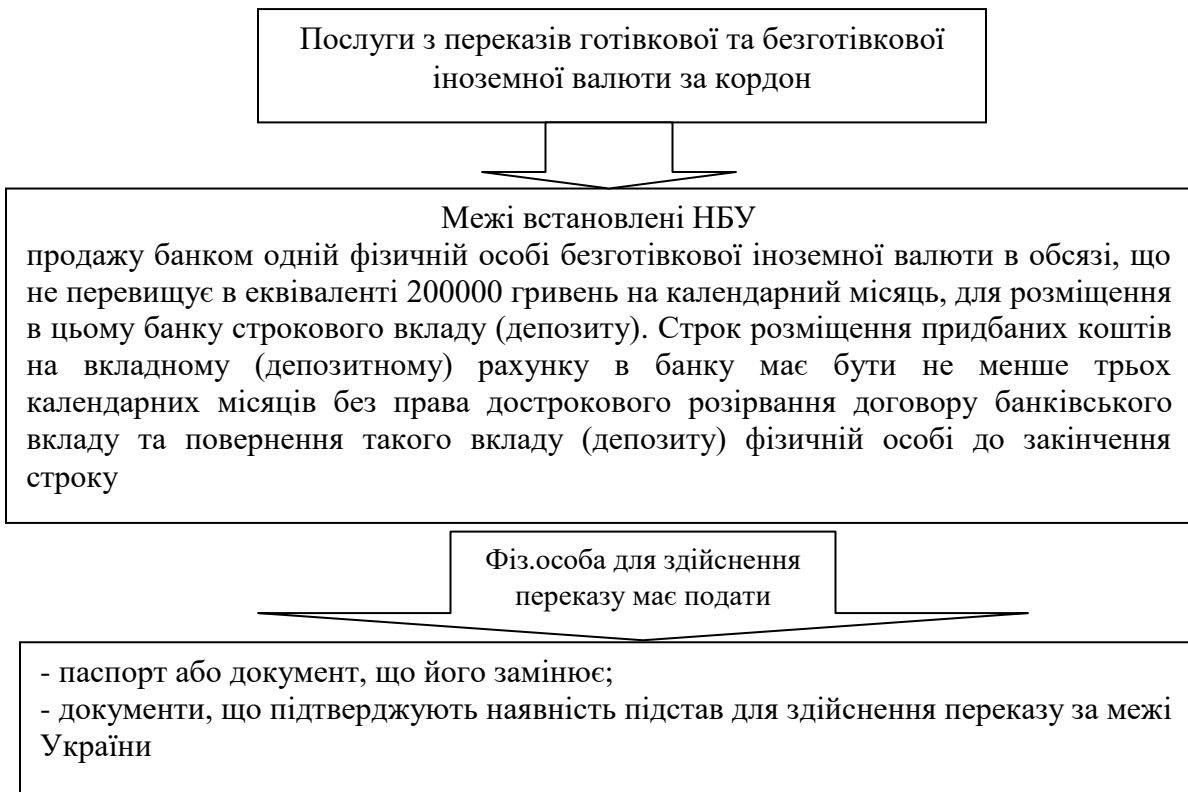 Послуги з переказів готівкової та безготівкової
іноземної валюти за кордон
Межі встановлені НБУ
продажу банком одній фізичній особі безготівкової іноземної валюти в обсязі, що
не перевищує в еквіваленті 200000 гривень на календарний місяць, для розміщення
в цьому банку строкового вкладу (депозиту). Строк розміщення придбаних коштів
на вкладному (депозитному) рахунку в банку має бути не менше трьох
календарних місяців без права дострокового розірвання договору банківського
вкладу та повернення такого вкладу (депозиту) фізичній особі до закінчення
строку
Фіз.особа для здійснення
переказу має подати
- паспорт або документ, що його замінює;
- документи, що підтверджують наявність підстав для здійснення переказу за межі
України